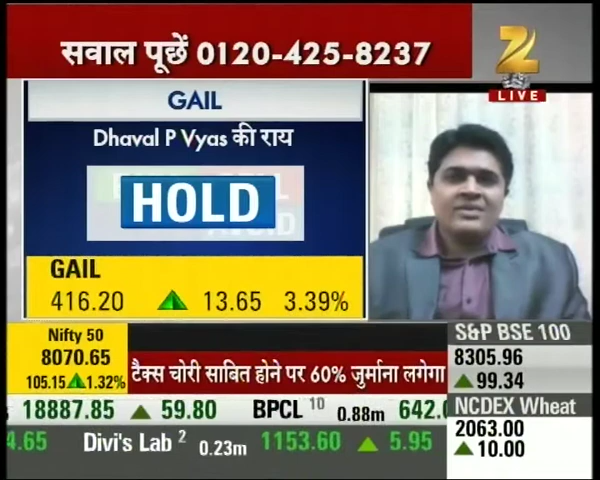 सवाल पूछें 0120-425-8237
LIVE
GAIL
Dhaval P Vyas की राय
HOLD
GAIL
416.20 ▲ 13.65 3.39%
Nifty 50
8070.65
105.15 ▲ 1.32%
टैक्स चोरी साबित होने पर 60% जुर्माना लगेगा
S&P BSE 100
8305.96
▲ 99.34
NCDEX Wheat
2063.00
▲ 10.00
18887.85 ▲ 59.80 BPCL 10 0.88m 642.
4.65 Divi's Lab 2 0.23m 1153.60 ▲ 5.95